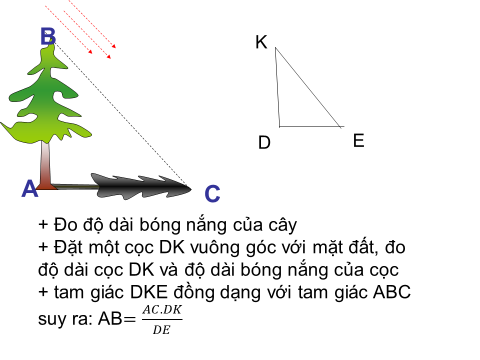 B
K
D
E
A
C
+ Đo độ dài bóng nắng của cây
+ Đặt một cọc DK vuông góc với mặt đất, đo
độ dài cọc DK và độ dài bóng nắng của cọc
+ tam giác DKE đồng dạng với tam giác ABC
suy ra: AB= \frac{AC.DK}{DE}